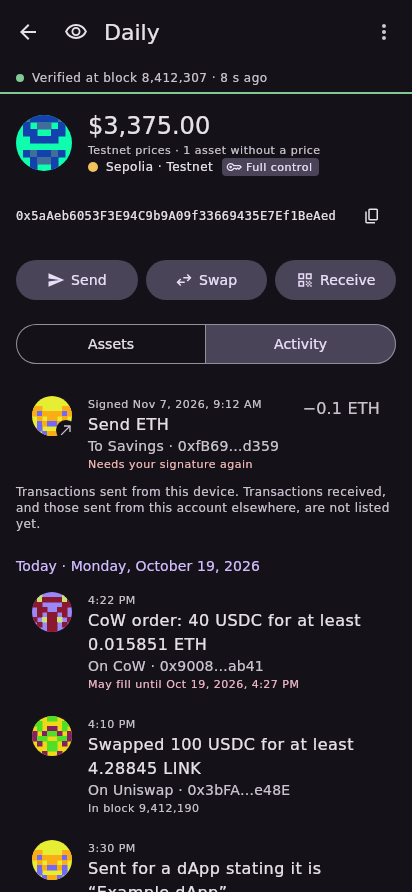 Daily
Verified at block 8,412,307 · 8 s ago
$3,375.00
Testnet prices · 1 asset without a price
Sepolia · Testnet Full control
0x5aAeb6053F3E94C9b9A09f33669435E7Ef1BeAed
Send Swap Receive
Assets Activity
Signed Nov 7, 2026, 9:12 AM −0.1 ETH
Send ETH
To Savings · 0xfB69...d359
Needs your signature again
Transactions sent from this device. Transactions received,
and those sent from this account elsewhere, are not listed
yet.
Today · Monday, October 19, 2026
4:22 PM
CoW order: 40 USDC for at least
0.015851 ETH
On CoW · 0x9008...ab41
May fill until Oct 19, 2026, 4:27 PM
4:10 PM
Swapped 100 USDC for at least
4.28845 LINK
On Uniswap · 0x3bFA...e48E
In block 9,412,190
3:30 PM
Sent for a dApp stating it is
“Example dApp”